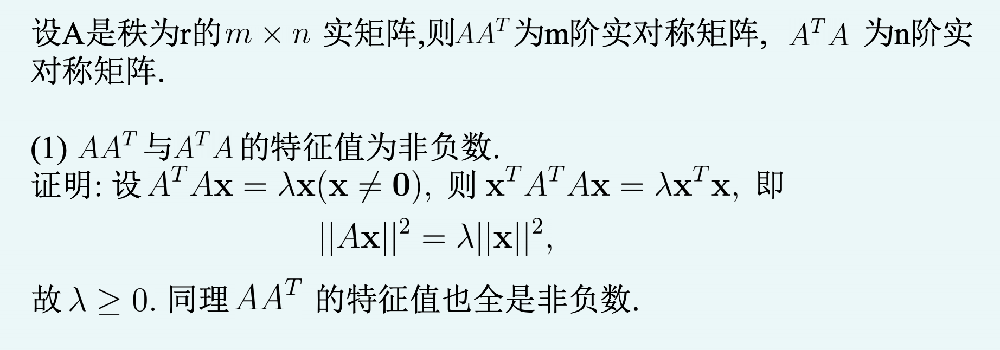 设A是秩为r的$m \times n$ 实矩阵,则$AA^T$为m阶实对称矩阵, $A^TA$ 为n阶实
对称矩阵.
(1) $AA^T$与$A^TA$的特征值为非负数.
证明: 设$A^TA\mathbf{x} = \lambda\mathbf{x}(\mathbf{x} \neq \mathbf{0})$, 则 $\mathbf{x}^TA^TA\mathbf{x} = \lambda\mathbf{x}^T\mathbf{x}$, 即
$||A\mathbf{x}||^2 = \lambda||\mathbf{x}||^2,$
故 $\lambda \geq 0$. 同理 $AA^T$ 的特征值也全是非负数.